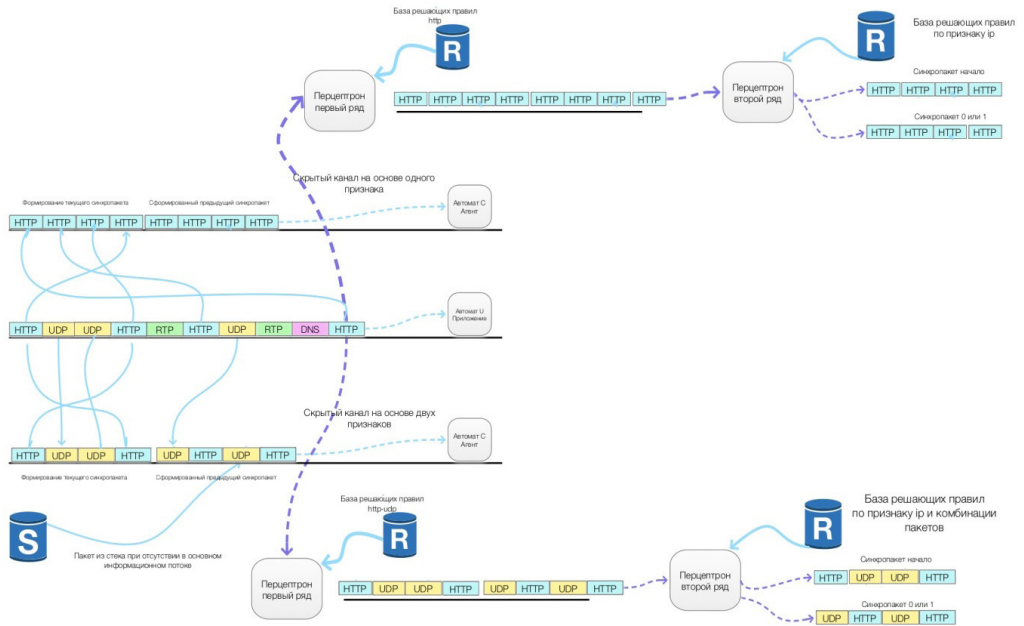 База решающих правил
http
R
База решающих правил
по признаку ip
R
Перцептрон
первый ряд
HTTP HTTP HTTP HTTP HTTP HTTP HTTP HTTP
Перцептрон
второй ряд
Синхропакет начало
HTTP HTTP HTTP HTTP
Синхропакет 0 или 1
HTTP HTTP HTTP HTTP
Скрытый канал на основе одного
признака
Формирование текущего синхропакета
Сформированный предыдущий синхропакет
HTTP HTTP HTTP HTTP HTTP HTTP HTTP HTTP
Автомат С
Агент
HTTP UDP UDP HTTP RTP HTTP UDP RTP DNS HTTP
Автомат U
Приложение
Скрытый канал на основе двух
признаков
HTTP UDP UDP HTTP UDP HTTP UDP HTTP
Автомат С
Агент
Формирование текущего синхропакета
Сформированный предыдущий синхропакет
S
Пакет из стека при отсутствии в основном
информационном потоке
База решающих правил
http-udp
R
Перцептрон
первый ряд
HTTP UDP UDP HTTP UDP HTTP UDP HTTP
Перцептрон
второй ряд
R
База решающих правил
по признаку ip и комбинации
пакетов
Синхропакет начало
HTTP UDP UDP HTTP
Синхропакет 0 или 1
UDP HTTP UDP HTTP